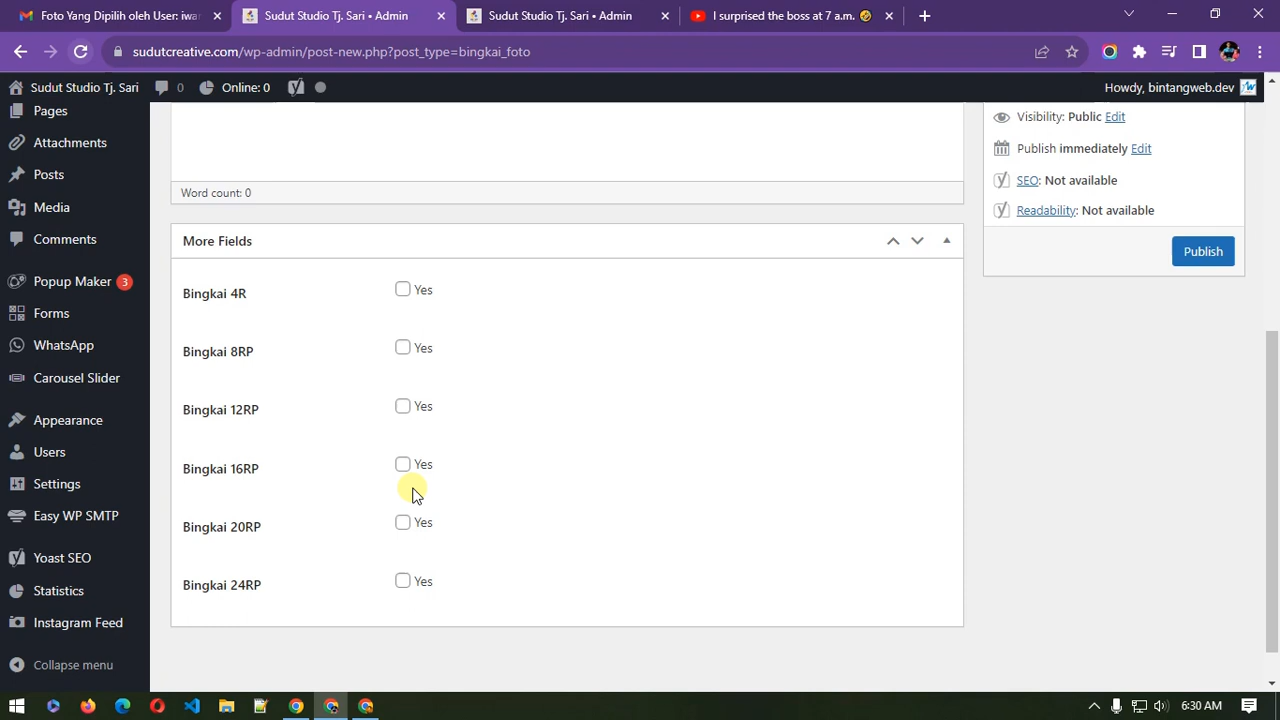 Foto Yang Dipilih oleh User: iwa
Sudut Studio Tj. Sari • Admin
Sudut Studio Tj. Sari • Admin
I surprised the boss at 7 a.m.
sudutcreative.com/wp-admin/post-new.php?post_type=bingkai_foto
Sudut Studio Tj. Sari
0
Online: 0
Howdy, bintangweb.dev
Pages
Attachments
Posts
Media
Comments
Popup Maker 3
Forms
WhatsApp
Carousel Slider
Appearance
Users
Settings
Easy WP SMTP
Yoast SEO
Statistics
Instagram Feed
Collapse menu
Word count: 0
More Fields
Bingkai 4R Yes
Bingkai 8RP Yes
Bingkai 12RP Yes
Bingkai 16RP Yes
Bingkai 20RP Yes
Bingkai 24RP Yes
Visibility: Public Edit
Publish immediately Edit
SEO: Not available
Readability: Not available
Publish
6:30 AM